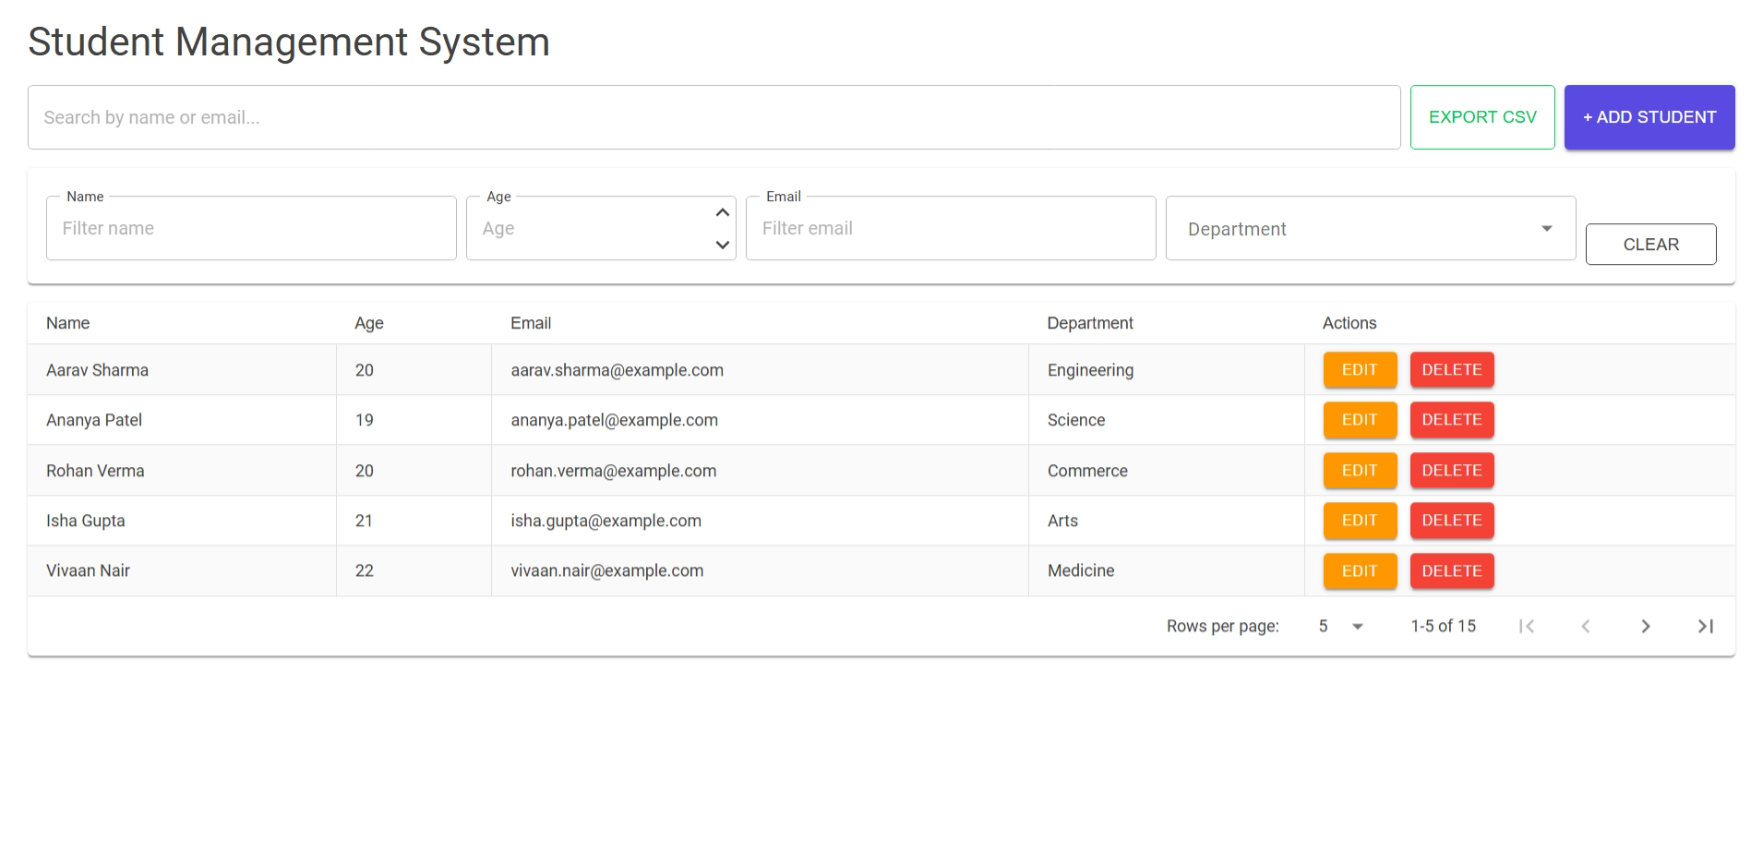 Student Management System
Search by name or email...
EXPORT CSV
+ ADD STUDENT
Name
Filter name
Age
Age
Email
Filter email
Department
CLEAR
Name Age Email Department Actions
Aarav Sharma 20 aarav.sharma@example.com Engineering EDIT DELETE
Ananya Patel 19 ananya.patel@example.com Science EDIT DELETE
Rohan Verma 20 rohan.verma@example.com Commerce EDIT DELETE
Isha Gupta 21 isha.gupta@example.com Arts EDIT DELETE
Vivaan Nair 22 vivaan.nair@example.com Medicine EDIT DELETE
Rows per page: 5 1-5 of 15